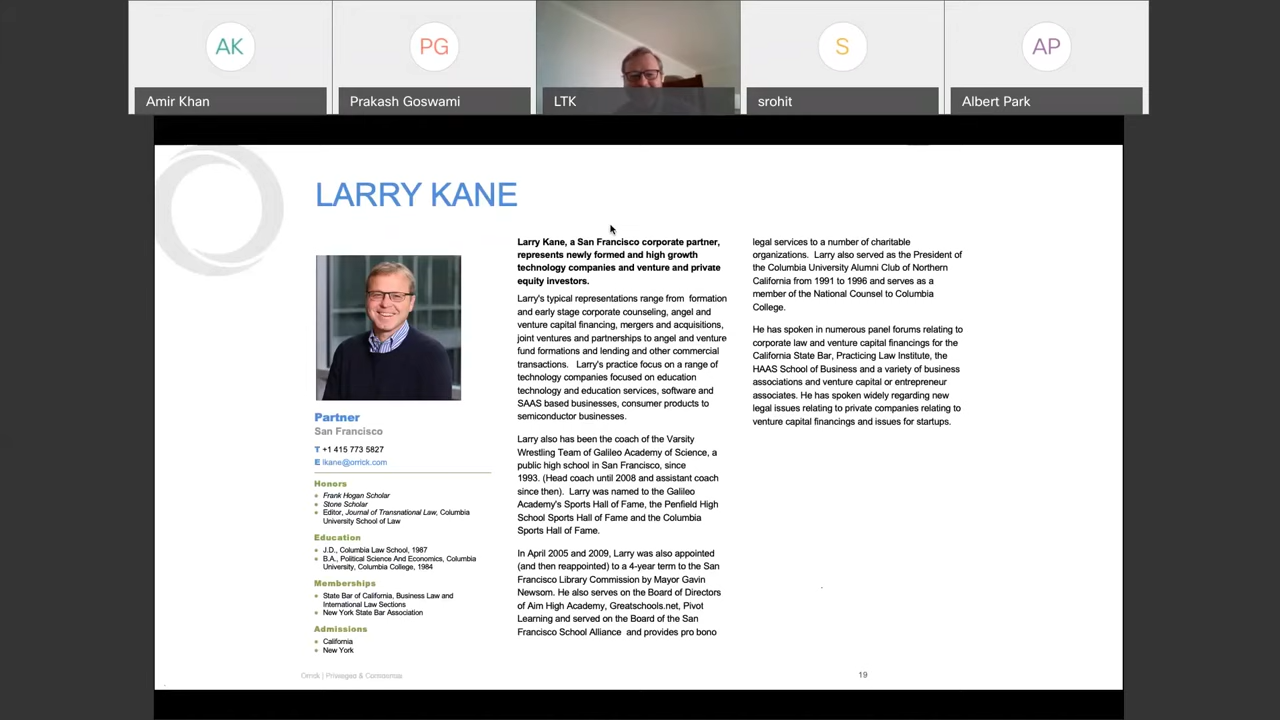 AK
PG
S
AP
Amir Khan
Prakash Goswami
LTK
srohit
Albert Park
LARRY KANE
Partner
San Francisco
T +1 415 773 5827
E lkane@orrick.com
Honors
Frank Hogan Scholar
Stone Scholar
Editor, Journal of Transnational Law, Columbia
University School of Law
Education
J.D., Columbia Law School, 1987
B.A., Political Science And Economics, Columbia
University, Columbia College, 1984
Memberships
State Bar of California, Business Law and
International Law Sections
New York State Bar Association
Admissions
California
New York
Larry Kane, a San Francisco corporate partner,
represents newly formed and high growth
technology companies and venture and private
equity investors.
Larry's typical representations range from formation
and early stage corporate counseling, angel and
venture capital financing, mergers and acquisitions,
joint ventures and partnerships to angel and venture
fund formations and lending and other commercial
transactions. Larry's practice focus on a range of
technology companies focused on education
technology and education services, software and
SAAS based businesses, consumer products to
semiconductor businesses.
Larry also has been the coach of the Varsity
Wrestling Team of Galileo Academy of Science, a
public high school in San Francisco, since
1993. (Head coach until 2008 and assistant coach
since then). Larry was named to the Galileo
Academy's Sports Hall of Fame, the Penfield High
School Sports Hall of Fame and the Columbia
Sports Hall of Fame.
In April 2005 and 2009, Larry was also appointed
(and then reappointed) to a 4-year term to the San
Francisco Library Commission by Mayor Gavin
Newsom. He also serves on the Board of Directors
of Aim High Academy, Greatschools.net, Pivot
Learning and served on the Board of the San
Francisco School Alliance and provides pro bono
legal services to a number of charitable
organizations. Larry also served as the President of
the Columbia University Alumni Club of Northern
California from 1991 to 1996 and serves as a
member of the National Counsel to Columbia
College.
He has spoken in numerous panel forums relating to
corporate law and venture capital financings for the
California State Bar, Practicing Law Institute, the
HAAS School of Business and a variety of business
associations and venture capital or entrepreneur
associates. He has spoken widely regarding new
legal issues relating to private companies relating to
venture capital financings and issues for startups.
Orrick | Privileged & Confidential
19